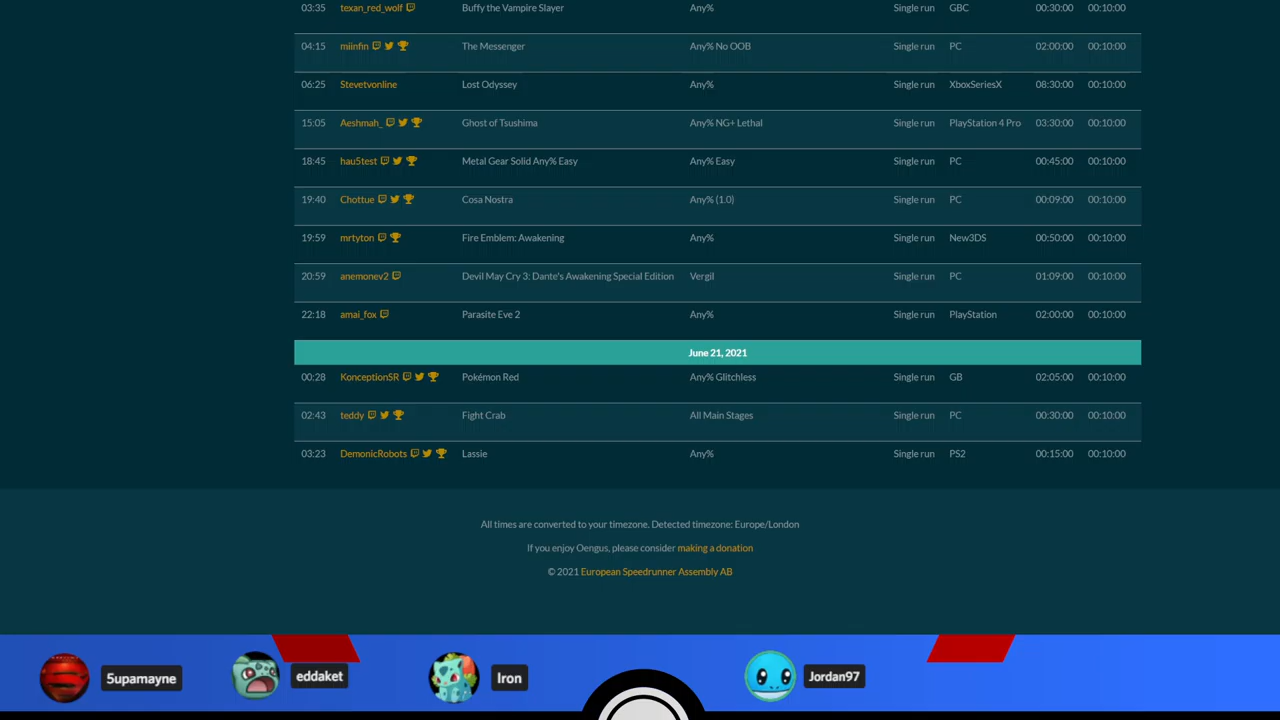 03:35 texan_red_wolf Buffy the Vampire Slayer Any% Single run GBC 00:30:00 00:10:00
04:15 miinfin The Messenger Any% No OOB Single run PC 02:00:00 00:10:00
06:25 Stevetvonline Lost Odyssey Any% Single run XboxSeriesX 08:30:00 00:10:00
15:05 Aeshmah_ Ghost of Tsushima Any% NG+ Lethal Single run PlayStation 4 Pro 03:30:00 00:10:00
18:45 hau5test Metal Gear Solid Any% Easy Any% Easy Single run PC 00:45:00 00:10:00
19:40 Chottue Cosa Nostra Any% (1.0) Single run PC 00:09:00 00:10:00
19:59 mrtyton Fire Emblem: Awakening Any% Single run New3DS 00:50:00 00:10:00
20:59 anemonev2 Devil May Cry 3: Dante's Awakening Special Edition Vergil Single run PC 01:09:00 00:10:00
22:18 amai_fox Parasite Eve 2 Any% Single run PlayStation 02:00:00 00:10:00
June 21, 2021
00:28 KonceptionSR Pokémon Red Any% Glitchless Single run GB 02:05:00 00:10:00
02:43 teddy Fight Crab All Main Stages Single run PC 00:30:00 00:10:00
03:23 DemonicRobots Lassie Any% Single run PS2 00:15:00 00:10:00
All times are converted to your timezone. Detected timezone: Europe/London
If you enjoy Oengus, please consider making a donation
© 2021 European Speedrunner Assembly AB
5upamayne eddaket Iron Jordan97